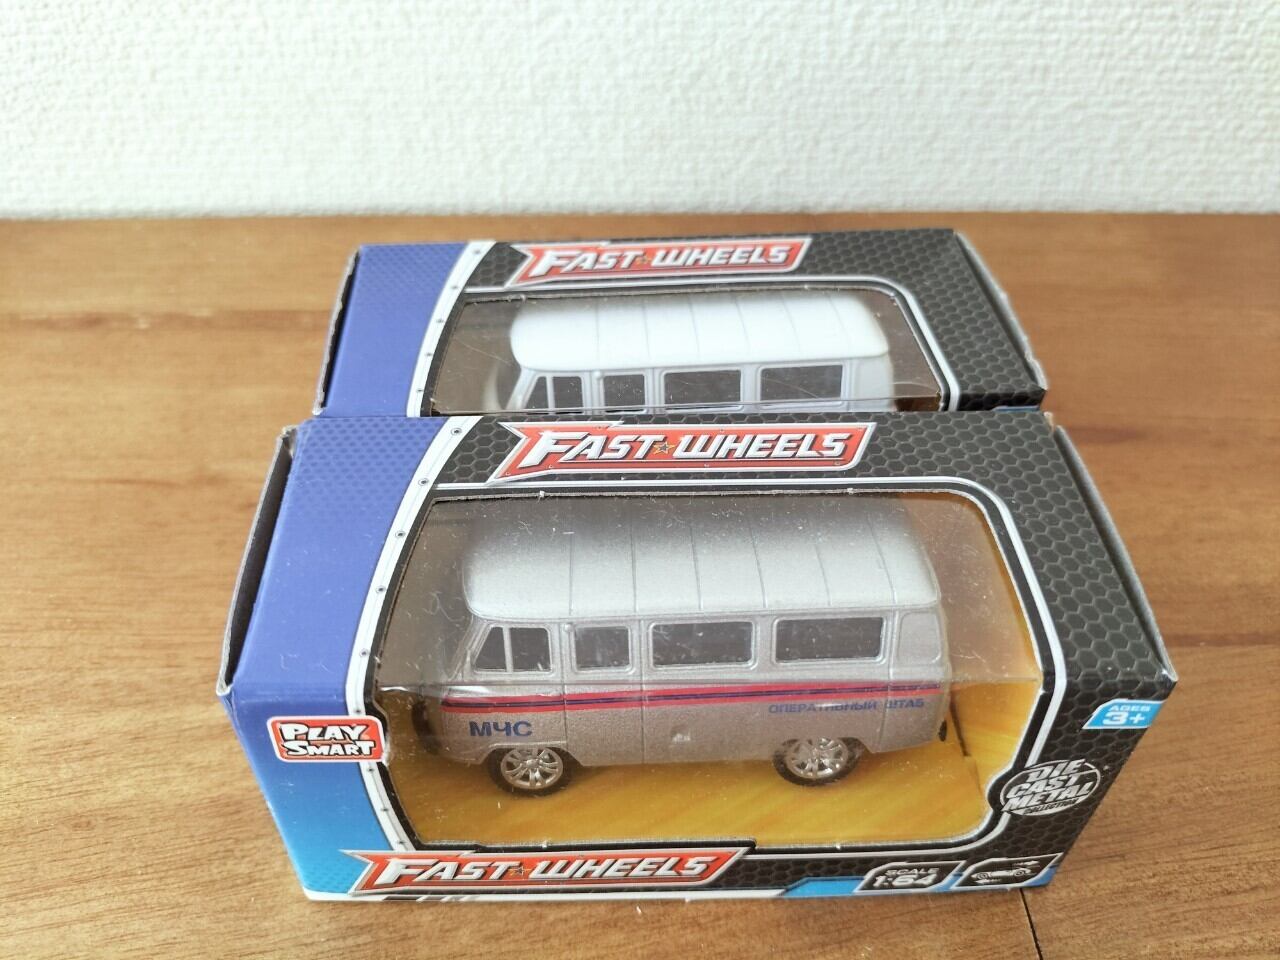 FAST WHEELS
FAST WHEELS
МЧС
ОПЕРАТИВНЫЙ ШТАБ
PLAY SMART
AGES 3+
DIE CAST METAL
COLLECTION
FAST WHEELS
SCALE 1:64